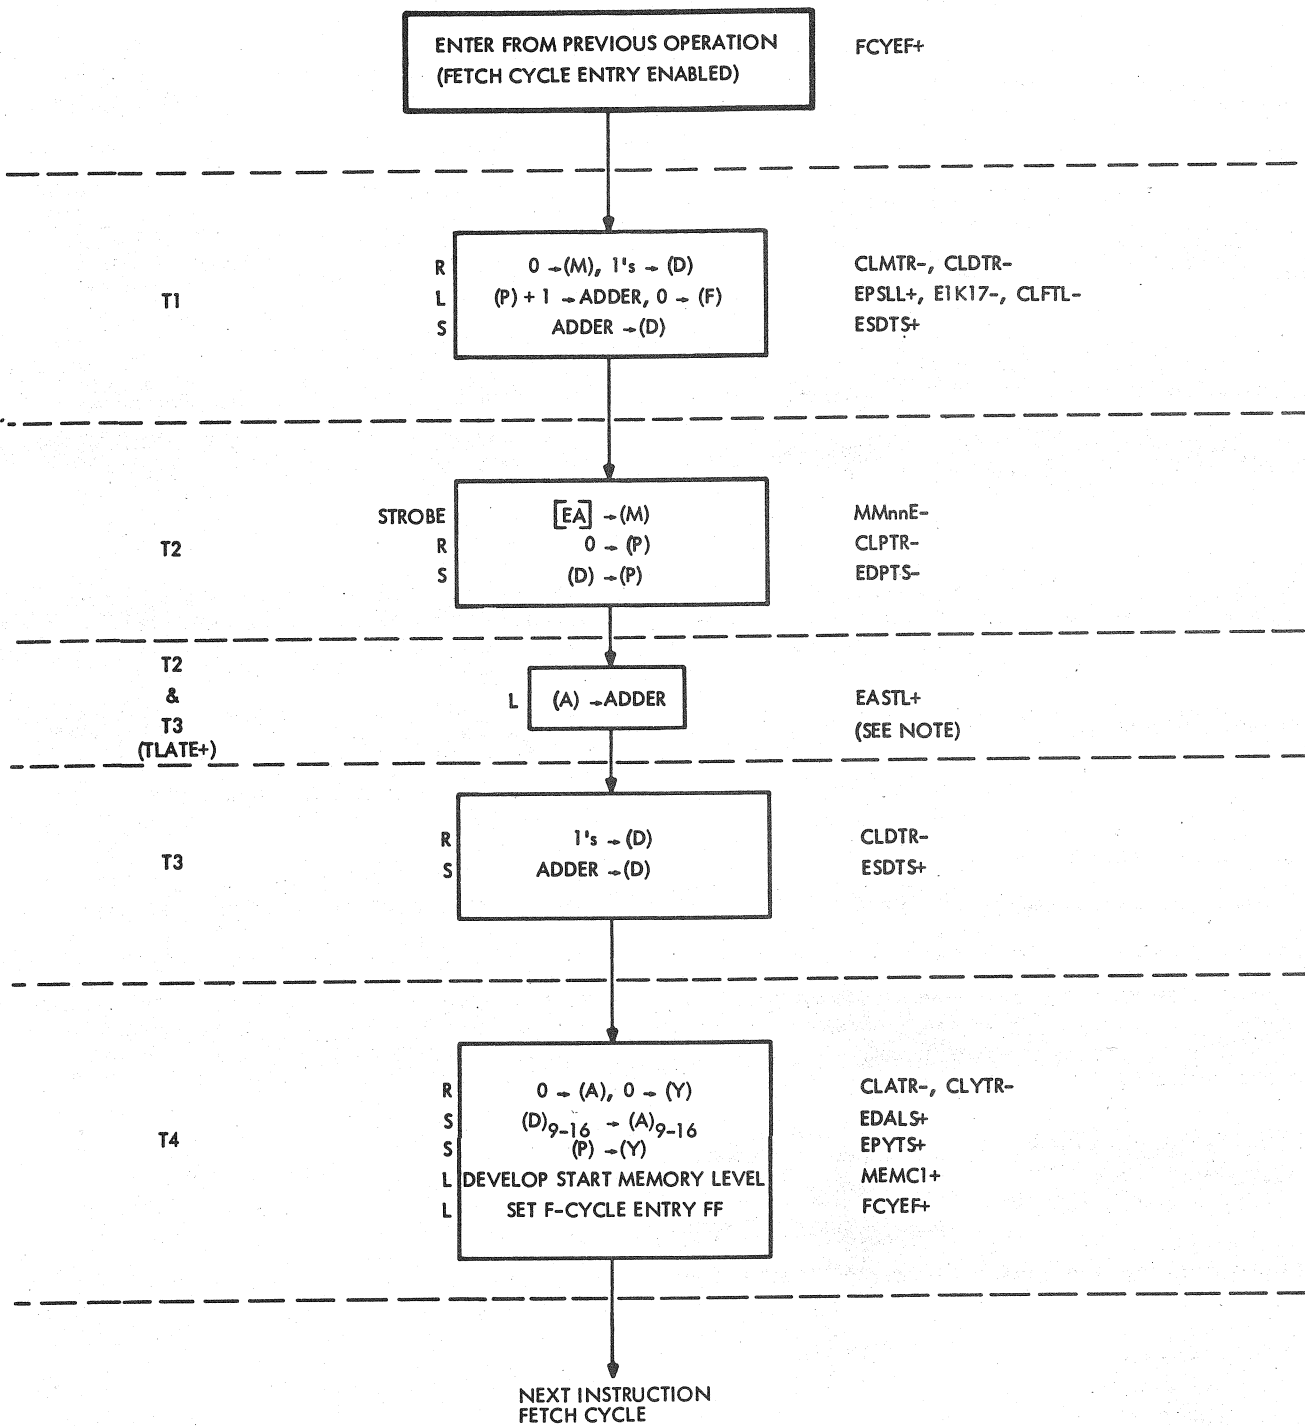 ENTER FROM PREVIOUS OPERATION FCYEF+
(FETCH CYCLE ENTRY ENABLED)
R 0 → (M), 1's → (D) CLMTR-, CLDTR-
T1 L (P) + 1 → ADDER, 0 → (F) EPSLL+, E1K17-, CLFTL-
S ADDER → (D) ESDTS+
STROBE [EA] → (M) MMnnE-
T2 R 0 → (P) CLPTR-
S (D) → (P) EDPTS-
T2
& L (A) → ADDER EASTL+
T3 (SEE NOTE)
(TLATE+)
R 1's → (D) CLDTR-
T3 S ADDER → (D) ESDTS+
R 0 → (A), 0 → (Y) CLATR-, CLYTR-
S (D)9-16 → (A)9-16 EDALS+
T4 S (P) → (Y) EPYTS+
L DEVELOP START MEMORY LEVEL MEMC1+
L SET F-CYCLE ENTRY FF FCYEF+
NEXT INSTRUCTION
FETCH CYCLE